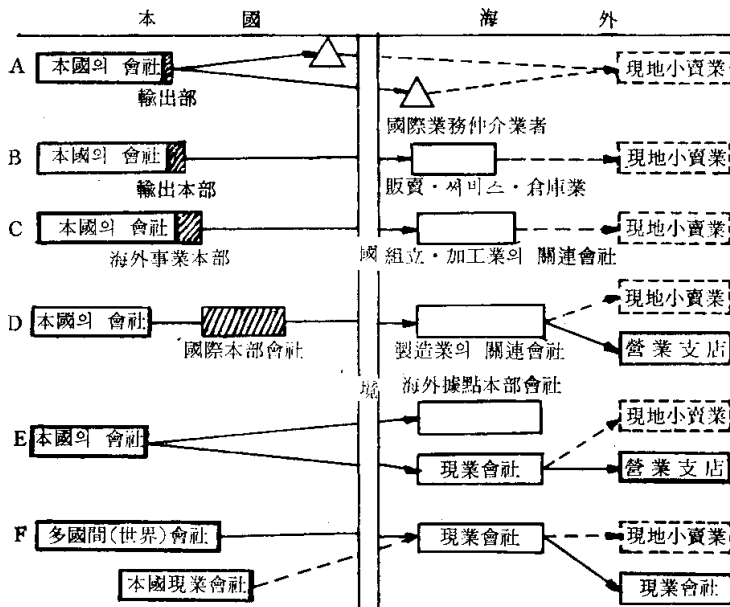 本國 海外
A 本國의 會社 現地小賣業
輸出部
國際業務仲介業者
B 本國의 會社 現地小賣業
輸出本部 販賣·써비스·倉庫業
C 本國의 會社 現地小賣業
海外事業本部 國 組立·加工業의 關連會社
現地小賣業
D 本國의 會社
國際本部會社 製造業의 關連會社 營業支店
境 海外據點本部會社
現地小賣業
E 本國의 會社
現業會社 營業支店
F 多國間(世界)會社 現業會社 現地小賣業
本國現業會社 現業會社